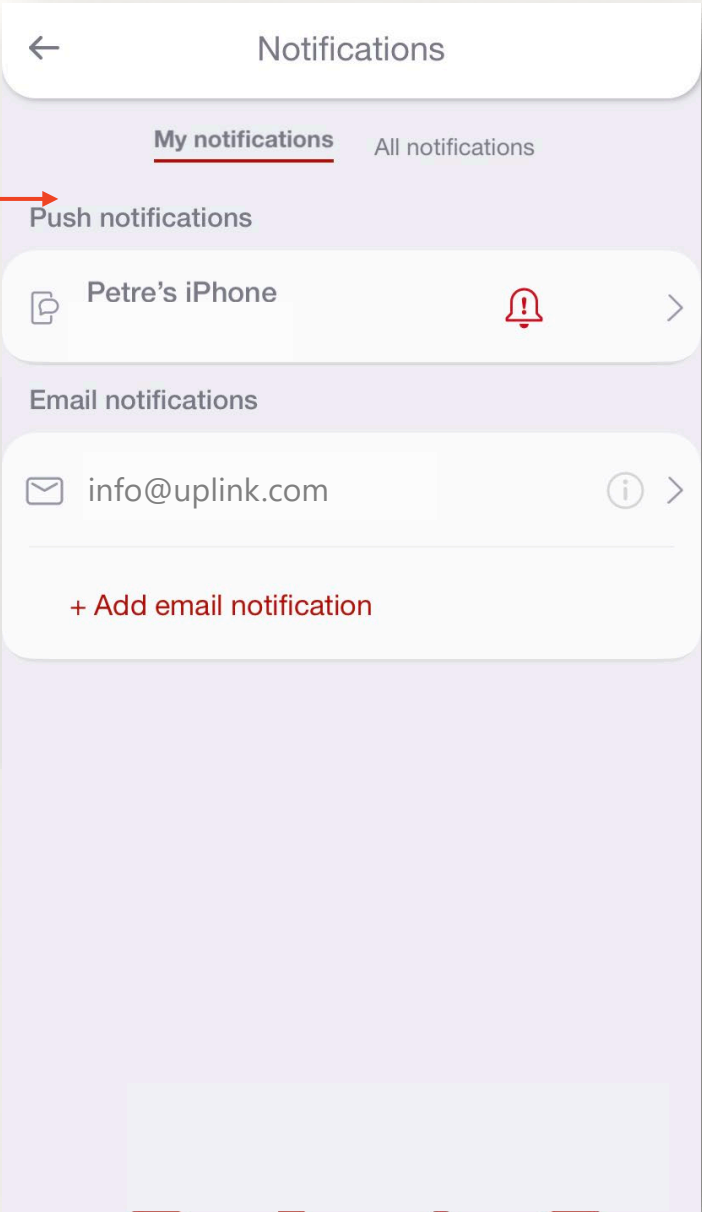 Notifications
My notifications
All notifications
Push notifications
Petre’s iPhone
Email notifications
info@uplink.com
+ Add email notification